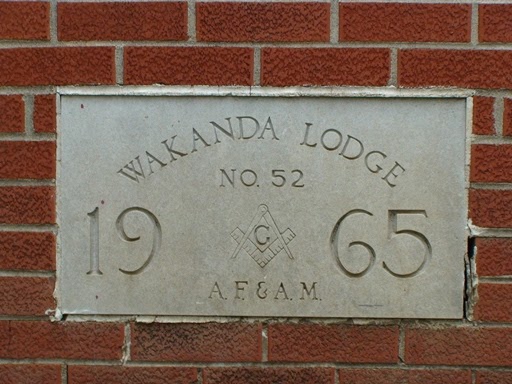 WAKANDA LODGE
NO. 52
19 G 65
A. F. & A. M.